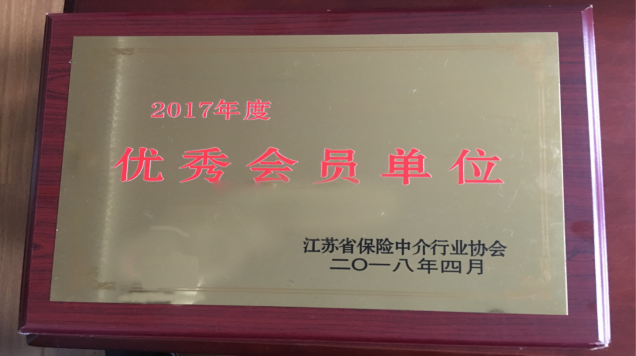 2017年度
优秀会员单位
江苏省保险中介行业协会
二〇一八年四月